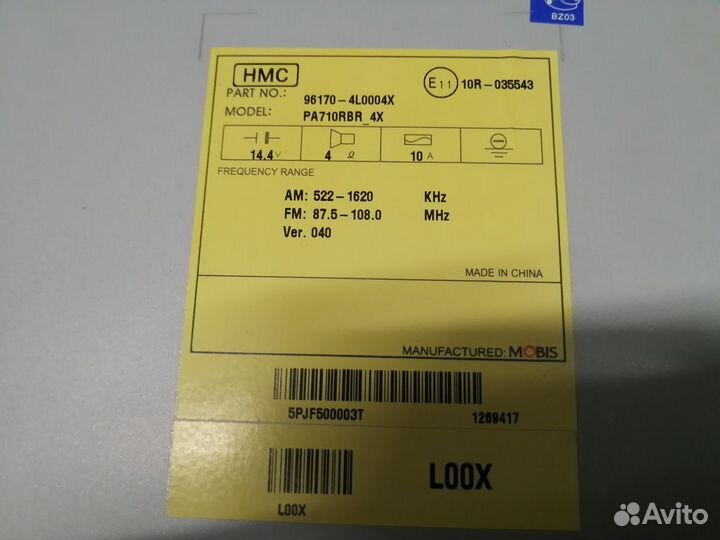 BZ03
HMC
PART NO.: 96170-4L0004X
MODEL: PA710RBR_4X
E11 10R-035543
14.4 V 4 Ω 10 A
FREQUENCY RANGE
AM: 522-1620 KHz
FM: 87.5-108.0 MHz
Ver. 040
MADE IN CHINA
MANUFACTURED: MOBIS
5PJF500003T 1269417
L00X L00X
Avito